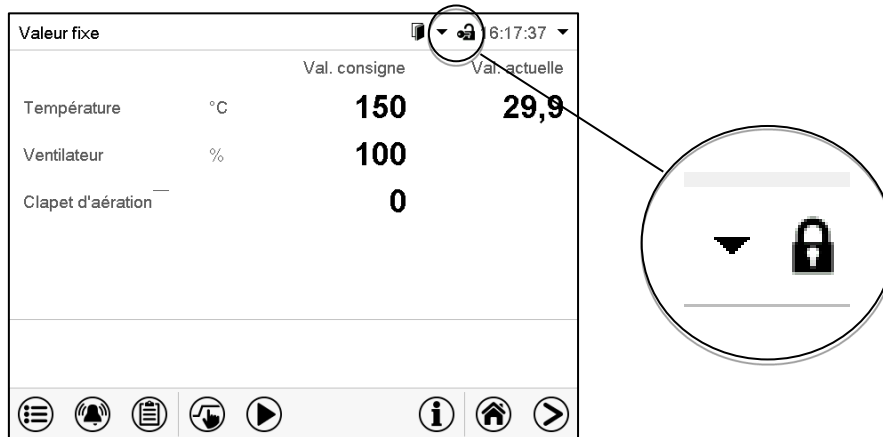 Valeur fixe 16:17:37
Val. consigne Val. actuelle
Température °C 150 29,9
Ventilateur % 100
Clapet d'aération 0